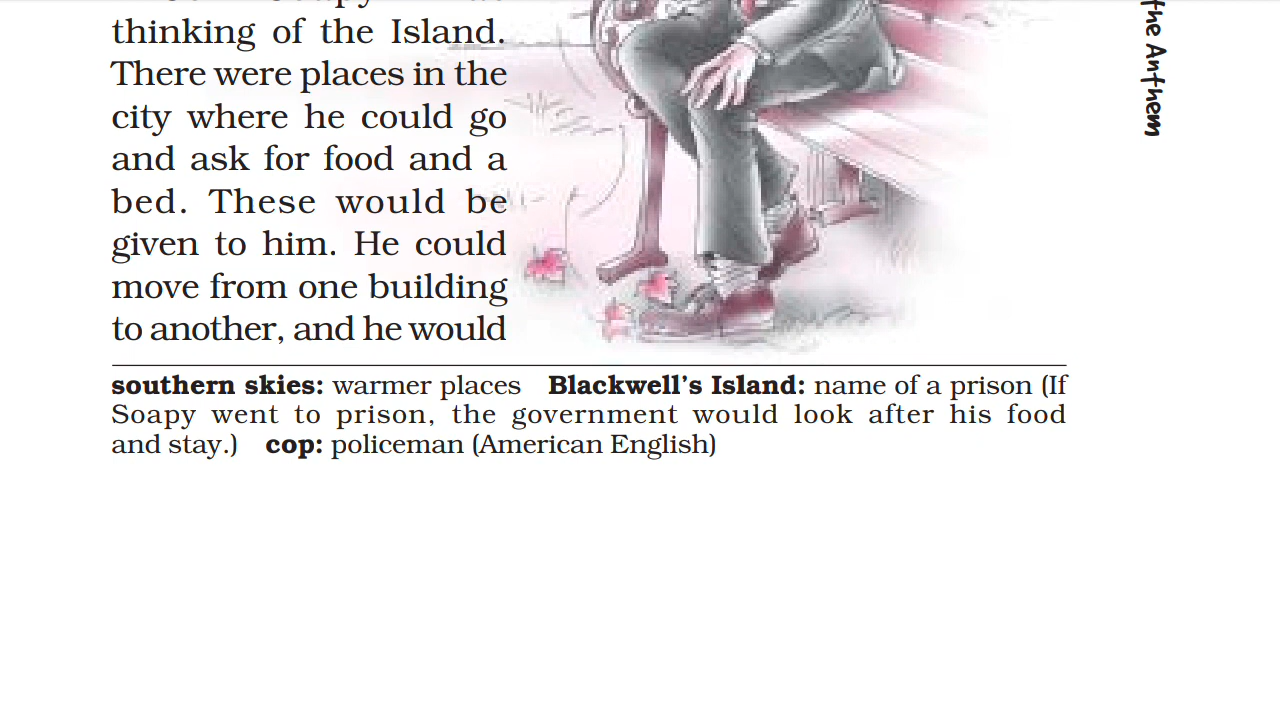 thinking of the Island.
There were places in the
city where he could go
and ask for food and a
bed. These would be
given to him. He could
move from one building
to another, and he would
the Anthem
southern skies: warmer places Blackwell's Island: name of a prison (If
Soapy went to prison, the government would look after his food
and stay.) cop: policeman (American English)